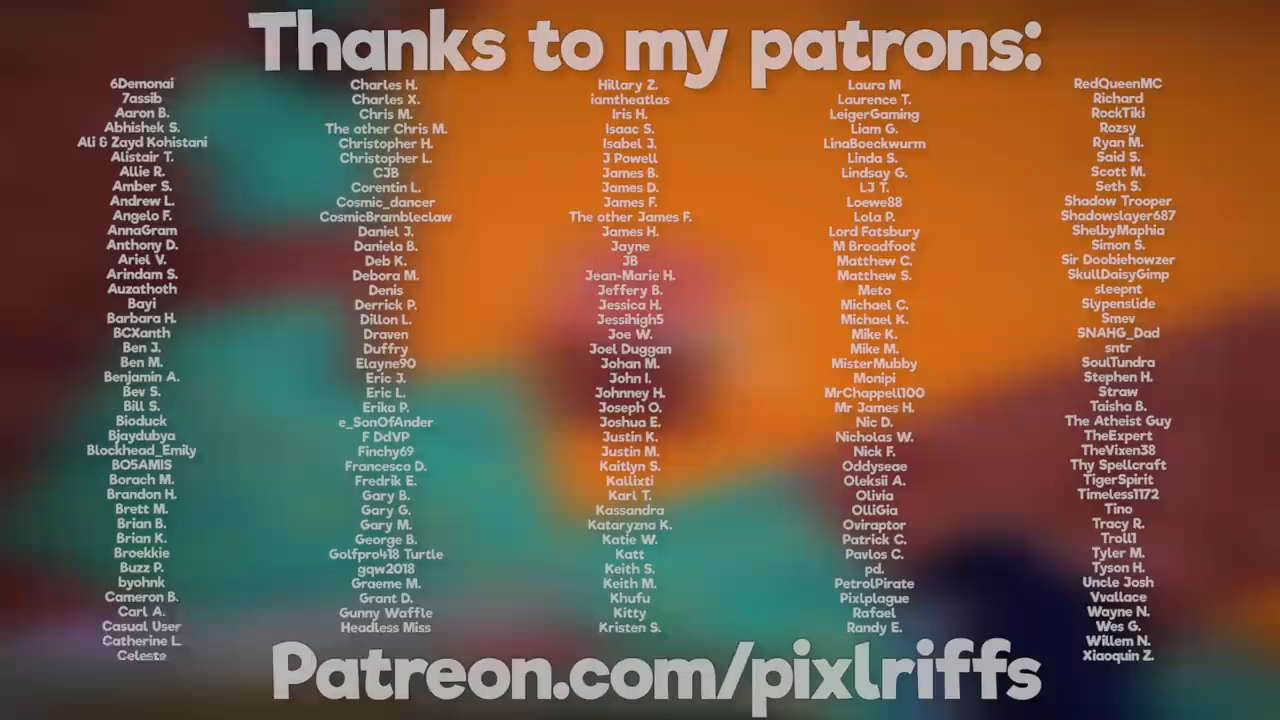 Thanks to my patrons:
6Demonai
7assib
Aaron B.
Abhishek S.
Ali & Zayd Kohistani
Alistair T.
Allie R.
Amber S.
Andrew L.
Angelo F.
AnnaGram
Anthony D.
Ariel V.
Arindam S.
Auzathoth
Bayi
Barbara H.
BCXanth
Ben J.
Ben M.
Benjamin A.
Bev S.
Bill S.
Bioduck
Bjaydubya
Blockhead_Emily
BO5AMIS
Borach M.
Brandon H.
Brett M.
Brian B.
Brian K.
Broekkie
Buzz P.
byohnk
Cameron B.
Carl A.
Casual User
Catherine L.
Celeste
Charles H.
Charles X.
Chris M.
The other Chris M.
Christopher H.
Christopher L.
CJB
Corentin L.
Cosmic_dancer
CosmicBrambleclaw
Daniel J.
Daniela B.
Deb K.
Debora M.
Denis
Derrick P.
Dillon L.
Draven
Duffry
Elayne90
Eric J.
Eric L.
Erika P.
e_SonOfAnder
F DdVP
Finchy69
Francesco D.
Fredrik E.
Gary B.
Gary G.
Gary M.
George B.
Golfpro418 Turtle
gqw2018
Graeme M.
Grant D.
Gunny Waffle
Headless Miss
Hillary Z.
iamtheatlas
Iris H.
Isaac S.
Isabel J.
J Powell
James B.
James D.
James F.
The other James F.
James H.
Jayne
JB
Jean-Marie H.
Jeffery B.
Jessica H.
Jessihigh5
Joe W.
Joel Duggan
Johan M.
John I.
Johnney H.
Joseph O.
Joshua E.
Justin K.
Justin M.
Kaitlyn S.
Kallixti
Karl T.
Kassandra
Kataryzna K.
Katie W.
Katt
Keith S.
Keith M.
Khufu
Kitty
Kristen S.
Laura M
Laurence T.
LeigerGaming
Liam G.
LinaBoeckwurm
Linda S.
Lindsay G.
LJ T.
Loewe88
Lola P.
Lord Fatsbury
M Broadfoot
Matthew C.
Matthew S.
Meto
Michael C.
Michael K.
Mike K.
Mike M.
MisterMubby
Monipi
MrChappell100
Mr James H.
Nic D.
Nicholas W.
Nick F.
Oddyseae
Oleksii A.
Olivia
OlliGia
Oviraptor
Patrick C.
Pavlos C.
pd.
PetrolPirate
Pixlplague
Rafael
Randy E.
RedQueenMC
Richard
RockTiki
Rozsy
Ryan M.
Said S.
Scott M.
Seth S.
Shadow Trooper
Shadowslayer687
ShelbyMaphia
Simon S.
Sir Doobiehowzer
SkullDaisyGimp
sleepnt
Slypenslide
Smev
SNAHG_Dad
sntr
SoulTundra
Stephen H.
Straw
Taisha B.
The Atheist Guy
TheExpert
TheVixen38
Thy Spellcraft
TigerSpirit
Timeless1172
Tino
Tracy R.
Troll1
Tyler M.
Tyson H.
Uncle Josh
Vvallace
Wayne N.
Wes G.
Willem N.
Xiaoquin Z.
Patreon.com/pixlriffs